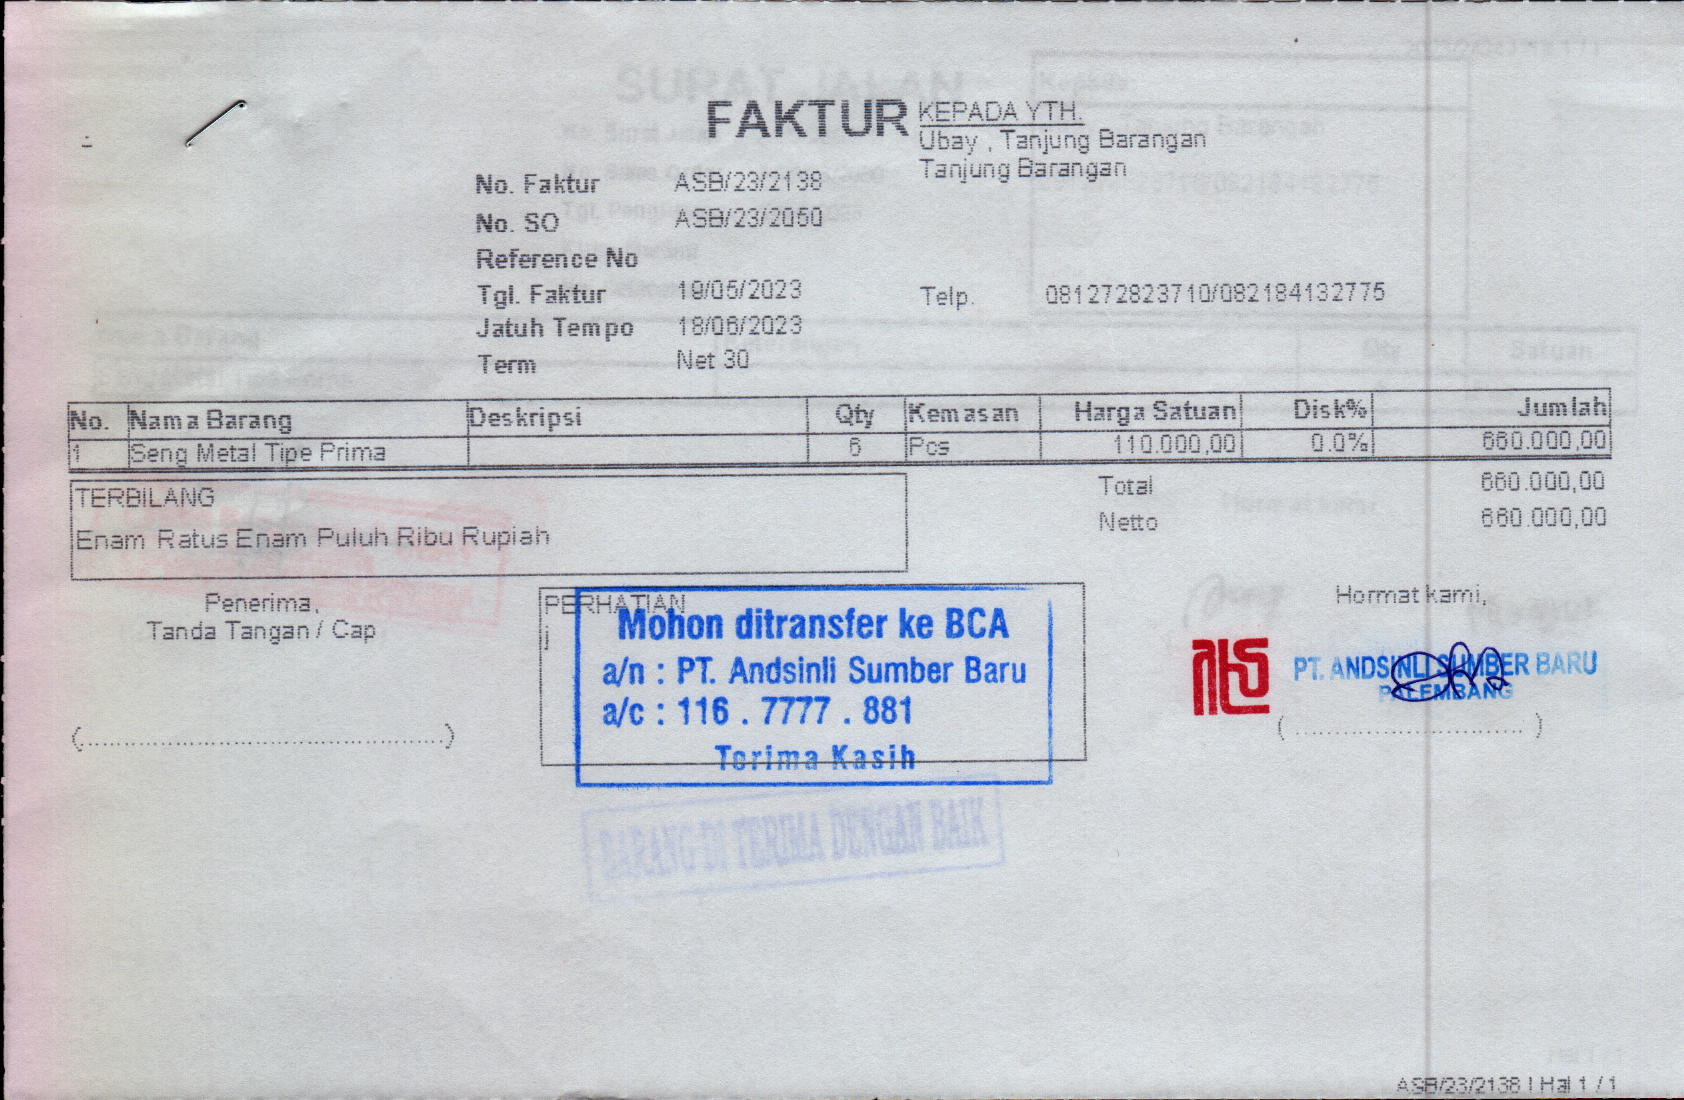 FAKTUR
KEPADA YTH.
Ubay , Tanjung Barangan
Tanjung Barangan
No. Faktur ASB/23/2138
No. SO ASB/23/2050
Reference No
Tgl. Faktur 19/05/2023
Telp. 081272823710/082184132775
Jatuh Tempo 18/06/2023
Term Net 30
No. Nama Barang Deskripsi Qty Kemasan Harga Satuan Disk% Jumlah
1 Seng Metal Tipe Prima 6 Pcs 110.000,00 0.0% 660.000,00
TERBILANG
Enam Ratus Enam Puluh Ribu Rupiah
Total 660.000,00
Netto 660.000,00
Penerima,
Tanda Tangan / Cap
(..............................................)
PERHATIAN
j
Mohon ditransfer ke BCA
a/n : PT. Andsinli Sumber Baru
a/c : 116 . 7777 . 881
Terima Kasih
Hormat kami,
PT. ANDSINLI SUMBER BARU
PALEMBANG
(.............................)
BARANG DI TERIMA DENGAN BAIK
SURAT JALAN
ASB/23/2138 | Hal 1 / 1